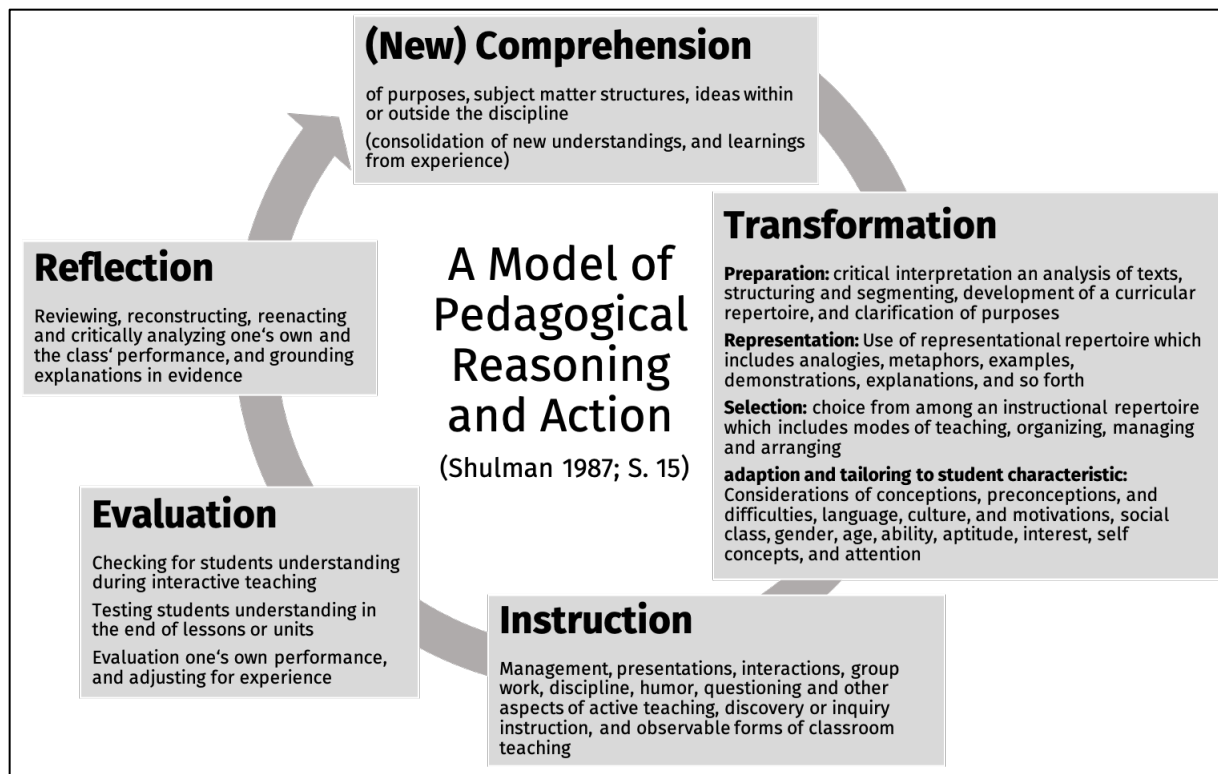 (New) Comprehension
of purposes, subject matter structures, ideas within
or outside the discipline
(consolidation of new understandings, and learnings
from experience)
Transformation
Preparation: critical interpretation an analysis of texts,
structuring and segmenting, development of a curricular
repertoire, and clarification of purposes
Representation: Use of representational repertoire which
includes analogies, metaphors, examples,
demonstrations, explanations, and so forth
Selection: choice from among an instructional repertoire
which includes modes of teaching, organizing, managing
and arranging
adaption and tailoring to student characteristic:
Considerations of conceptions, preconceptions, and
difficulties, language, culture, and motivations, social
class, gender, age, ability, aptitude, interest, self
concepts, and attention
Instruction
Management, presentations, interactions, group
work, discipline, humor, questioning and other
aspects of active teaching, discovery or inquiry
instruction, and observable forms of classroom
teaching
Evaluation
Checking for students understanding
during interactive teaching
Testing students understanding in
the end of lessons or units
Evaluation one‘s own performance,
and adjusting for experience
Reflection
Reviewing, reconstructing, reenacting
and critically analyzing one‘s own and
the class‘ performance, and grounding
explanations in evidence
A Model of
Pedagogical
Reasoning
and Action
(Shulman 1987; S. 15)